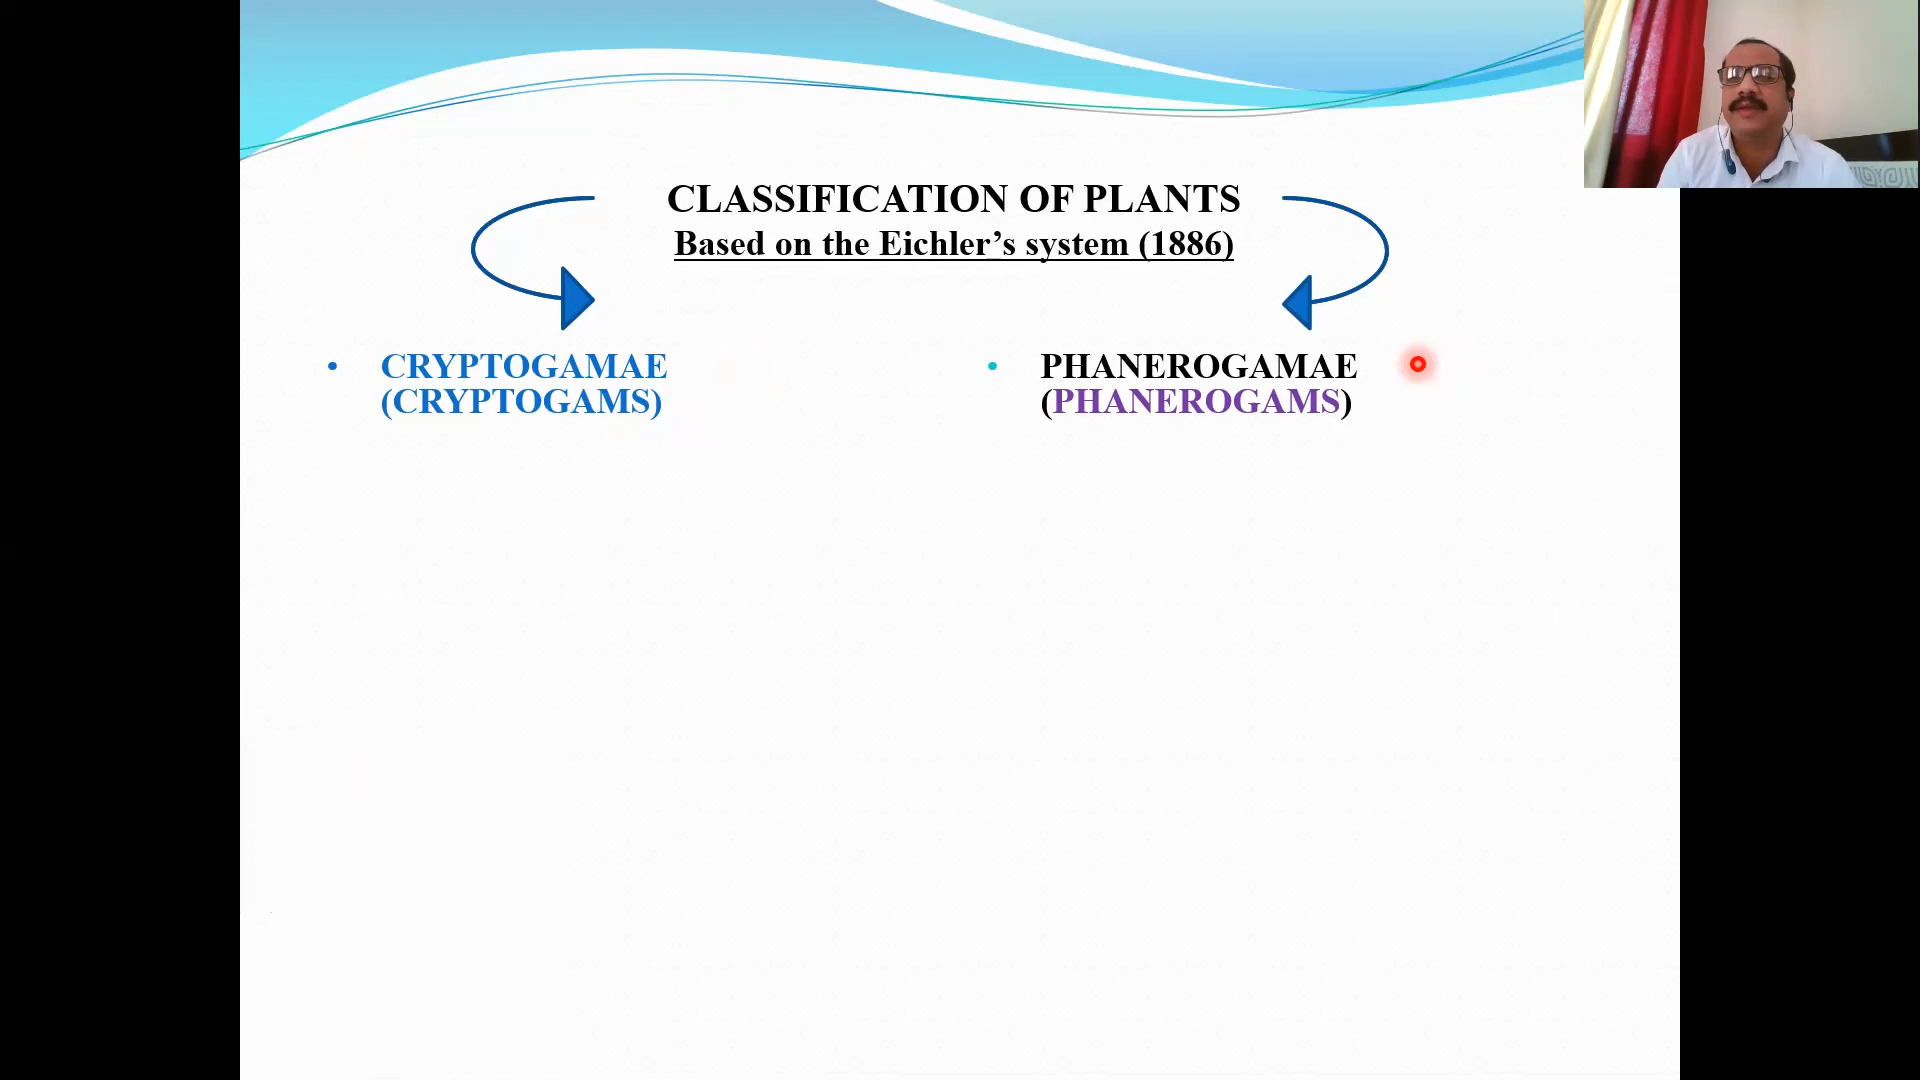 CLASSIFICATION OF PLANTS
Based on the Eichler’s system (1886)
• CRYPTOGAMAE
(CRYPTOGAMS)
• PHANEROGAMAE
(PHANEROGAMS)